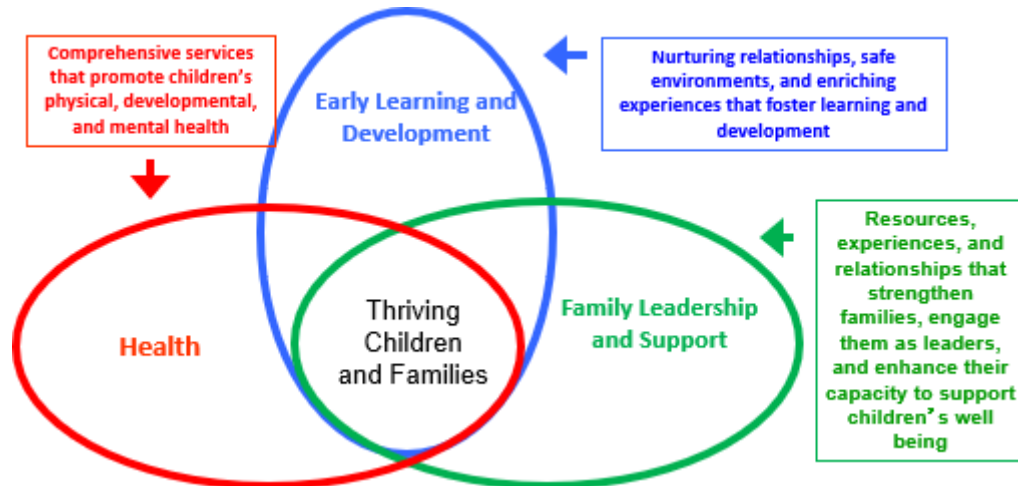 Comprehensive services
that promote children’s
physical, developmental,
and mental health
Early Learning and
Development
Nurturing relationships, safe
environments, and enriching
experiences that foster learning and
development
Health
Thriving
Children
and Families
Family Leadership
and Support
Resources,
experiences, and
relationships that
strengthen
families, engage
them as leaders,
and enhance their
capacity to support
children’s well
being